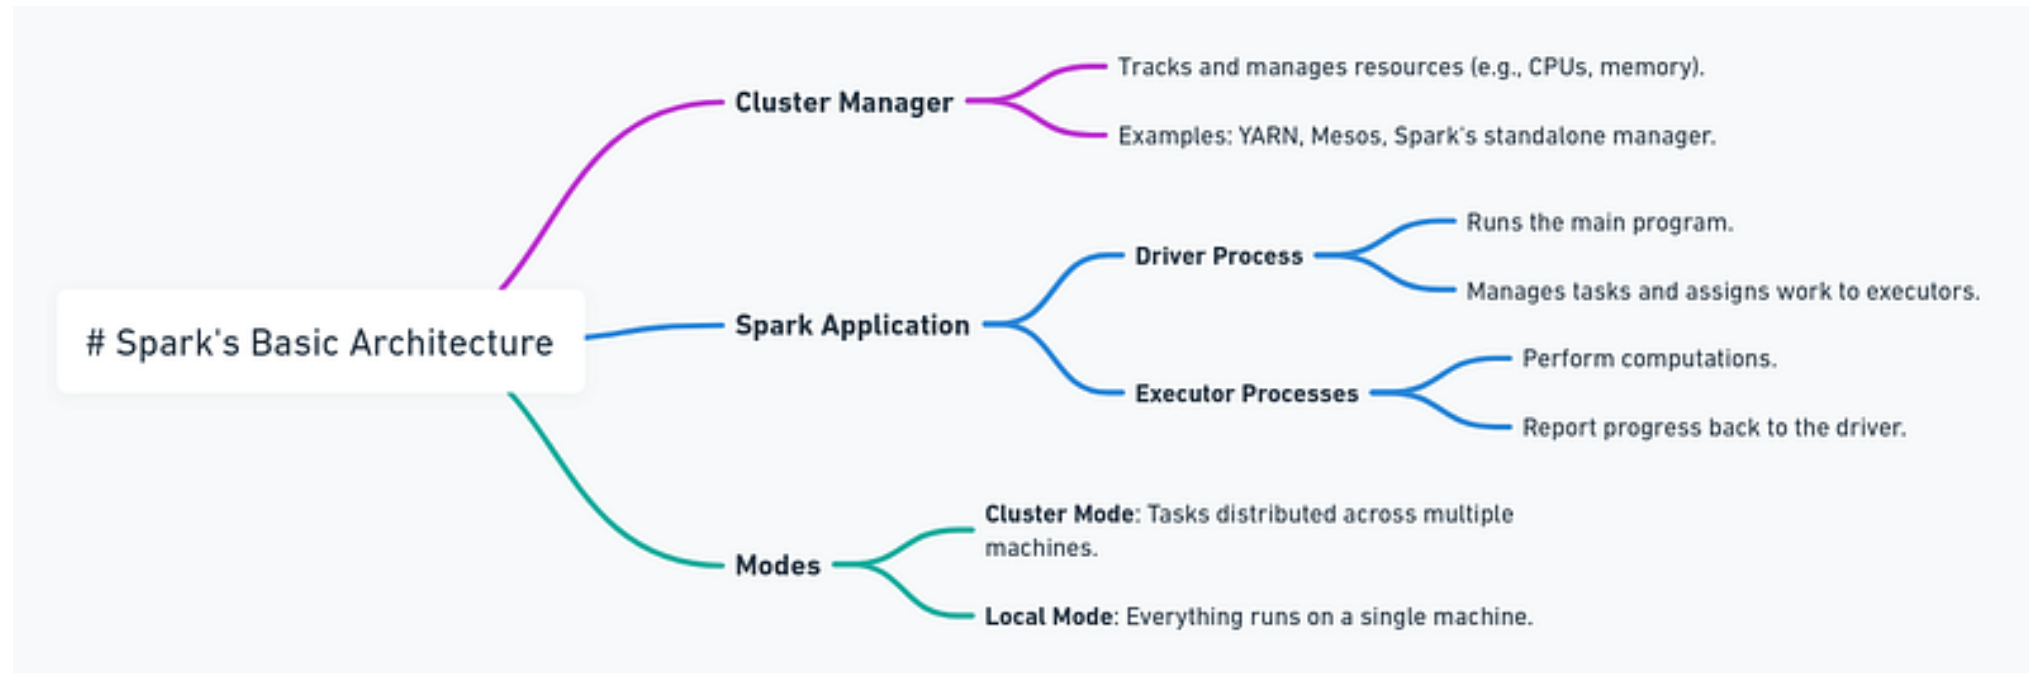 # Spark's Basic Architecture
Cluster Manager
Tracks and manages resources (e.g., CPUs, memory).
Examples: YARN, Mesos, Spark's standalone manager.
Spark Application
Driver Process
Runs the main program.
Manages tasks and assigns work to executors.
Executor Processes
Perform computations.
Report progress back to the driver.
Modes
Cluster Mode: Tasks distributed across multiple
machines.
Local Mode: Everything runs on a single machine.